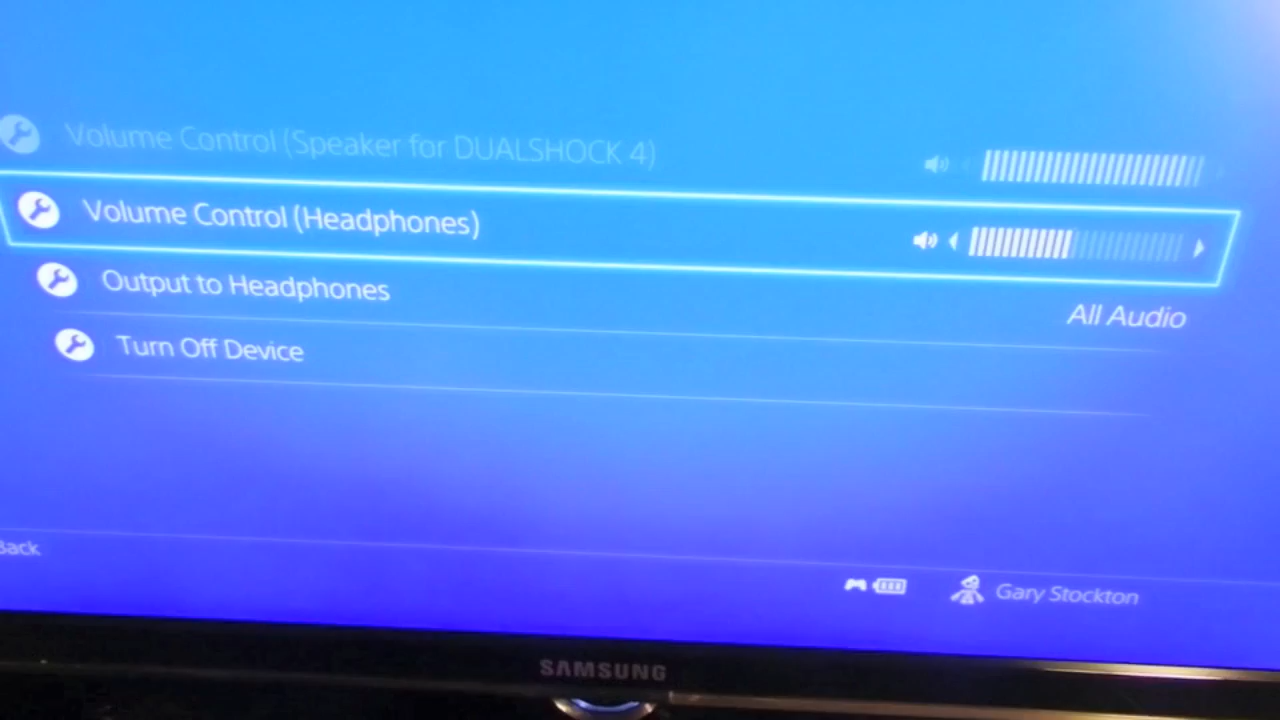 Volume Control (Speaker for DUALSHOCK 4)
Volume Control (Headphones)
Output to Headphones
All Audio
Turn Off Device
Back
Gary Stockton
SAMSUNG